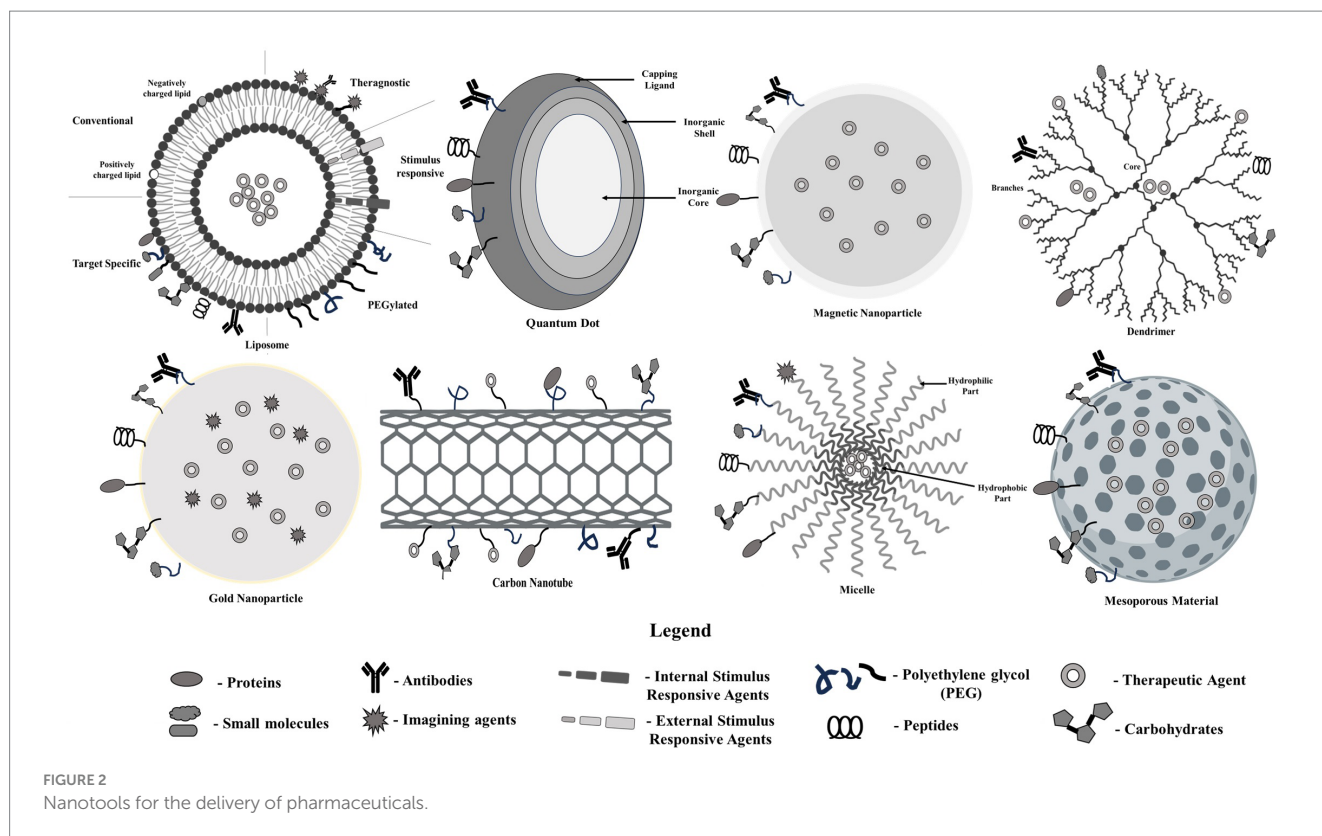 Negatively charged lipid
Theragnostic
Conventional
Positively charged lipid
Stimulus
responsive
Target Specific
PEGylated
Liposome
Capping
Ligand
Inorganic
Shell
Inorganic
Core
Quantum Dot
Magnetic Nanoparticle
Core
Branches
Dendrimer
Gold Nanoparticle
Carbon Nanotube
Hydrophilic
Part
Hydrophobic
Part
Micelle
Mesoporous Material
Legend
- Proteins
- Antibodies
- Internal Stimulus
Responsive Agents
- Polyethylene glycol
(PEG)
- Therapeutic Agent
- Small molecules
- Imagining agents
- External Stimulus
Responsive Agents
- Peptides
- Carbohydrates
FIGURE 2
Nanotools for the delivery of pharmaceuticals.